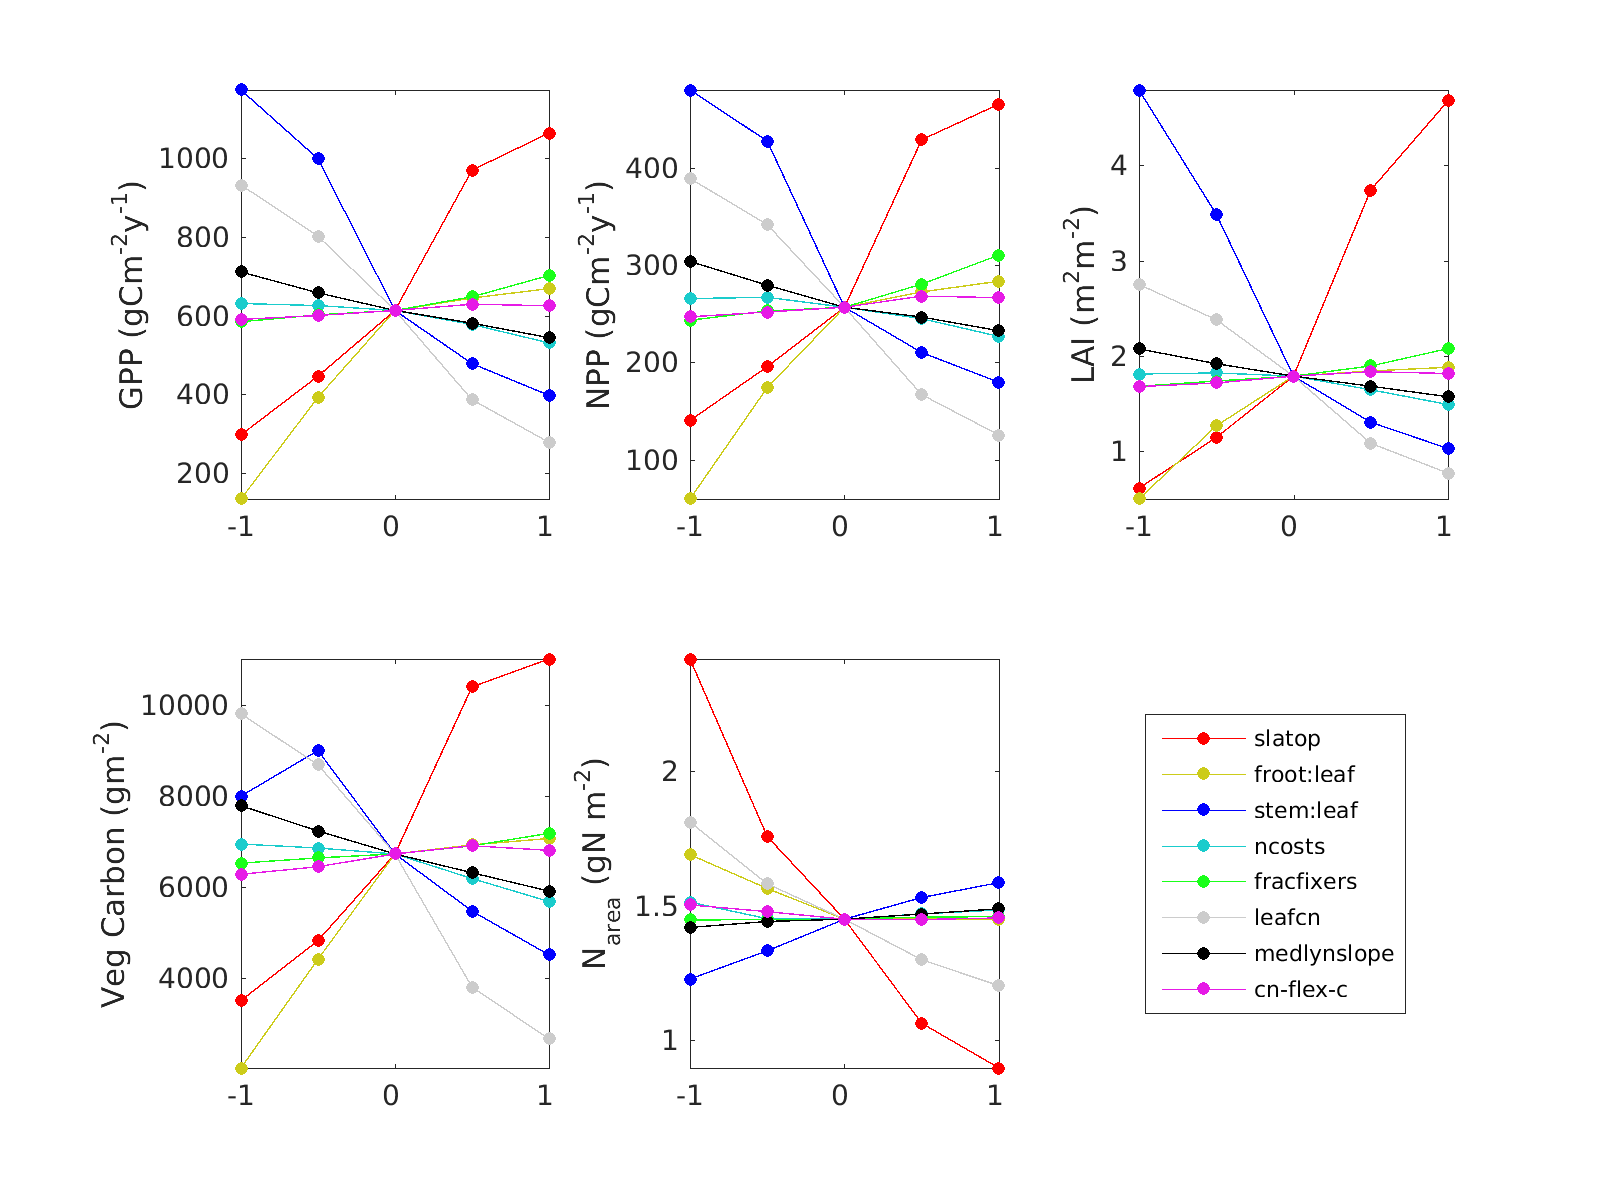 GPP (gCm⁻²y⁻¹)
1000
800
600
400
200
-1 0 1
NPP (gCm⁻²y⁻¹)
400
300
200
100
-1 0 1
LAI (m²m⁻²)
4
3
2
1
-1 0 1
Veg Carbon (gm⁻²)
10000
8000
6000
4000
-1 0 1
N_area (gN m⁻²)
2
1.5
1
-1 0 1
slatop
froot:leaf
stem:leaf
ncosts
fracfixers
leafcn
medlynslope
cn-flex-c